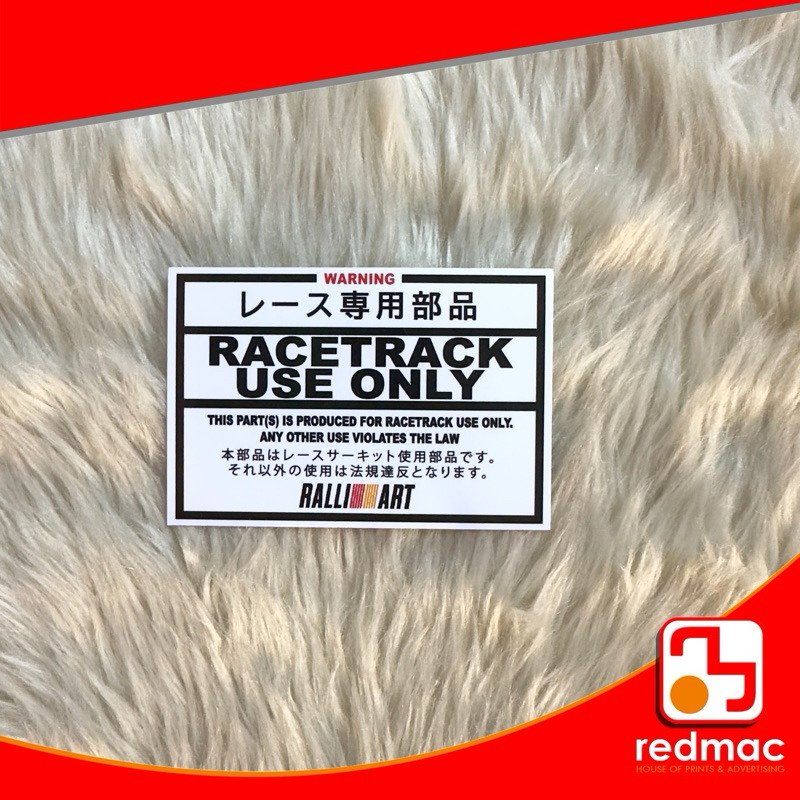 WARNING
レース専用部品
RACETRACK
USE ONLY
THIS PART(S) IS PRODUCED FOR RACETRACK USE ONLY.
ANY OTHER USE VIOLATES THE LAW
本部品はレースサーキット使用部品です。
それ以外の使用は法規違反となります。
RALLI ART
redmac
HOUSE OF PRINTS & ADVERTISING